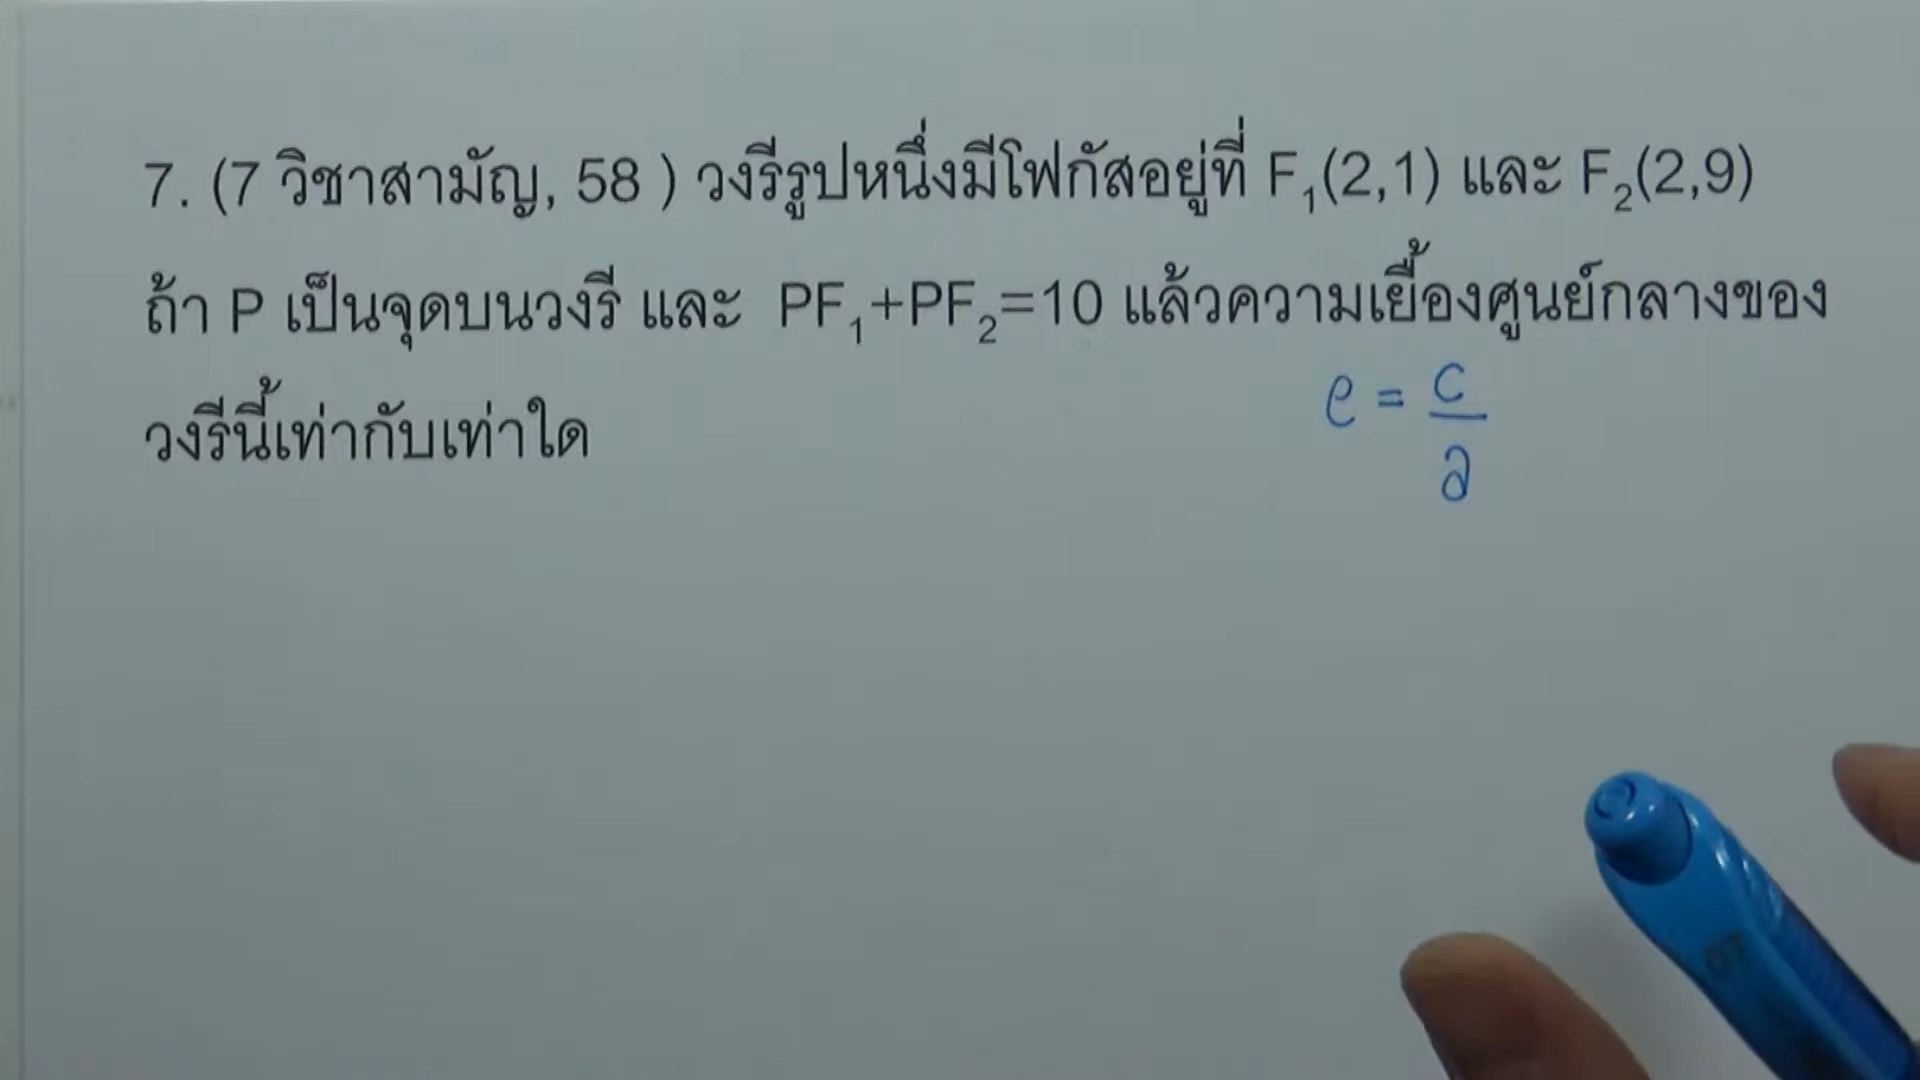 7. (7 วิชาสามัญ, 58 ) วงรีรูปหนึ่งมีโฟกัสอยู่ที่ F₁(2,1) และ F₂(2,9)
ถ้า P เป็นจุดบนวงรี และ PF₁+PF₂=10 แล้วความเยื้องศูนย์กลางของ
วงรีนี้เท่ากับเท่าใด
e = c/a